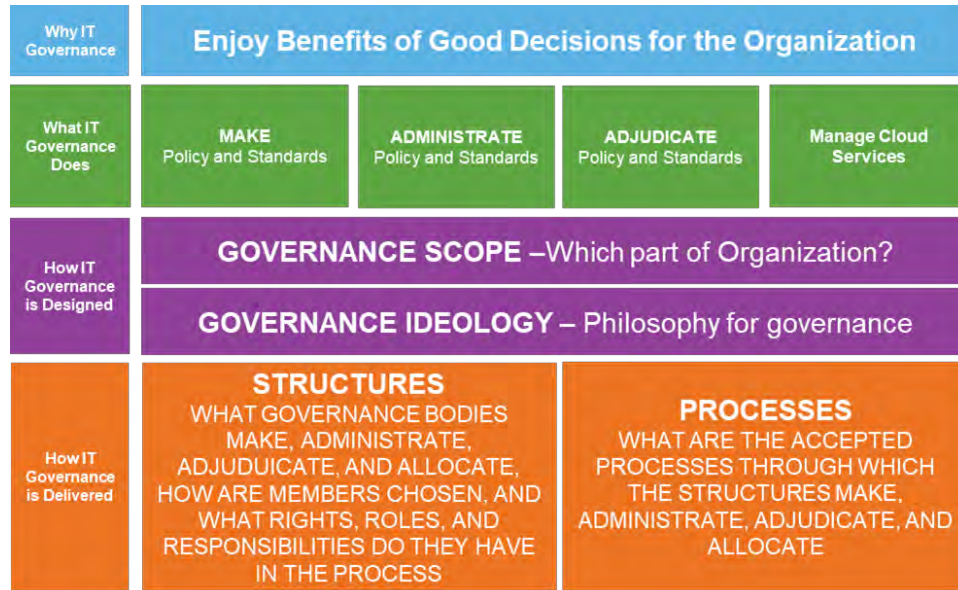 Why IT
Governance
Enjoy Benefits of Good Decisions for the Organization
What IT
Governance
Does
MAKE
Policy and Standards
ADMINISTRATE
Policy and Standards
ADJUDICATE
Policy and Standards
Manage Cloud
Services
How IT
Governance
is Designed
GOVERNANCE SCOPE –Which part of Organization?
GOVERNANCE IDEOLOGY – Philosophy for governance
How IT
Governance
is Delivered
STRUCTURES
WHAT GOVERNANCE BODIES
MAKE, ADMINISTRATE,
ADJUDUICATE, AND ALLOCATE,
HOW ARE MEMBERS CHOSEN, AND
WHAT RIGHTS, ROLES, AND
RESPONSIBILITIES DO THEY HAVE
IN THE PROCESS
PROCESSES
WHAT ARE THE ACCEPTED
PROCESSES THROUGH WHICH
THE STRUCTURES MAKE,
ADMINISTRATE, ADJUDICATE, AND
ALLOCATE